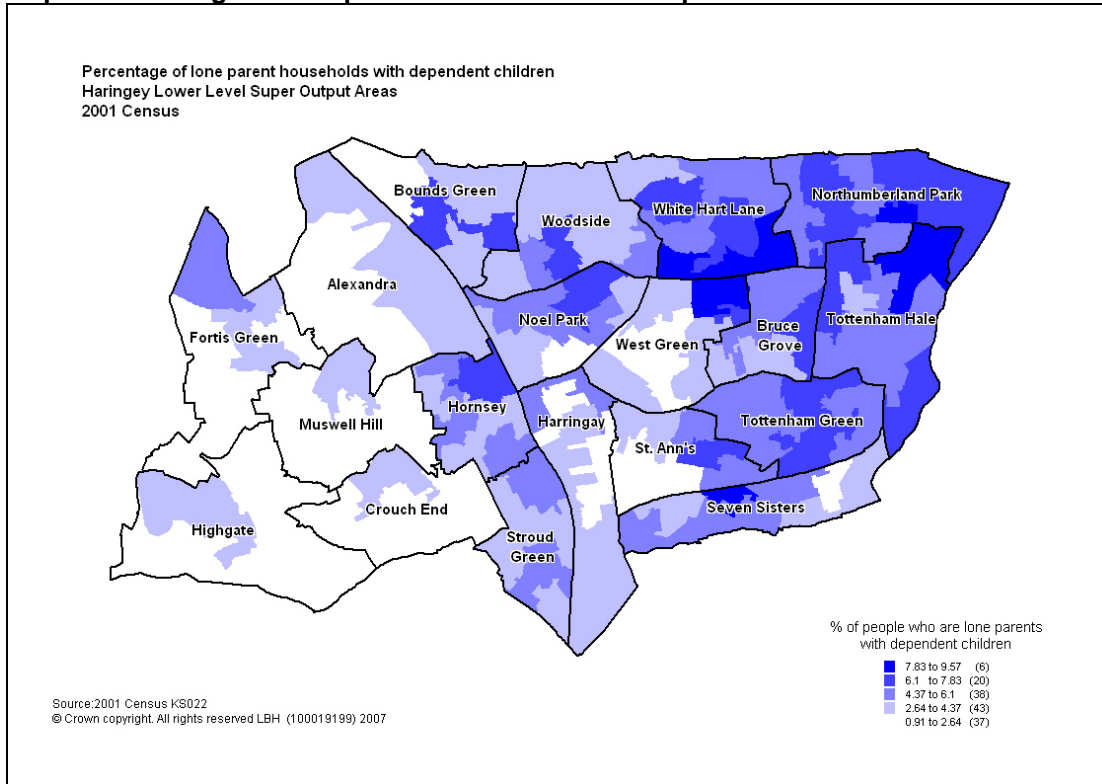 Percentage of lone parent households with dependent children
Haringey Lower Level Super Output Areas
2001 Census
Bounds Green
Woodside
White Hart Lane
Northumberland Park
Alexandra
Fortis Green
Noel Park
West Green
Bruce
Grove
Tottenham Hale
Muswell Hill
Hornsey
Harringay
St. Ann's
Tottenham Green
Highgate
Crouch End
Stroud
Green
Seven Sisters
% of people who are lone parents
with dependent children
7.83 to 9.57 (6)
6.1 to 7.83 (20)
4.37 to 6.1 (38)
2.64 to 4.37 (43)
0.91 to 2.64 (37)
Source:2001 Census KS022
© Crown copyright. All rights reserved LBH (100019199) 2007